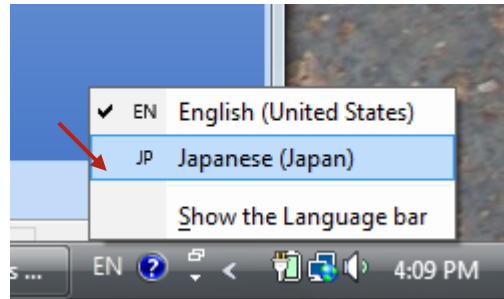 EN English (United States)
JP Japanese (Japan)
Show the Language bar
s ... EN ? < 4:09 PM